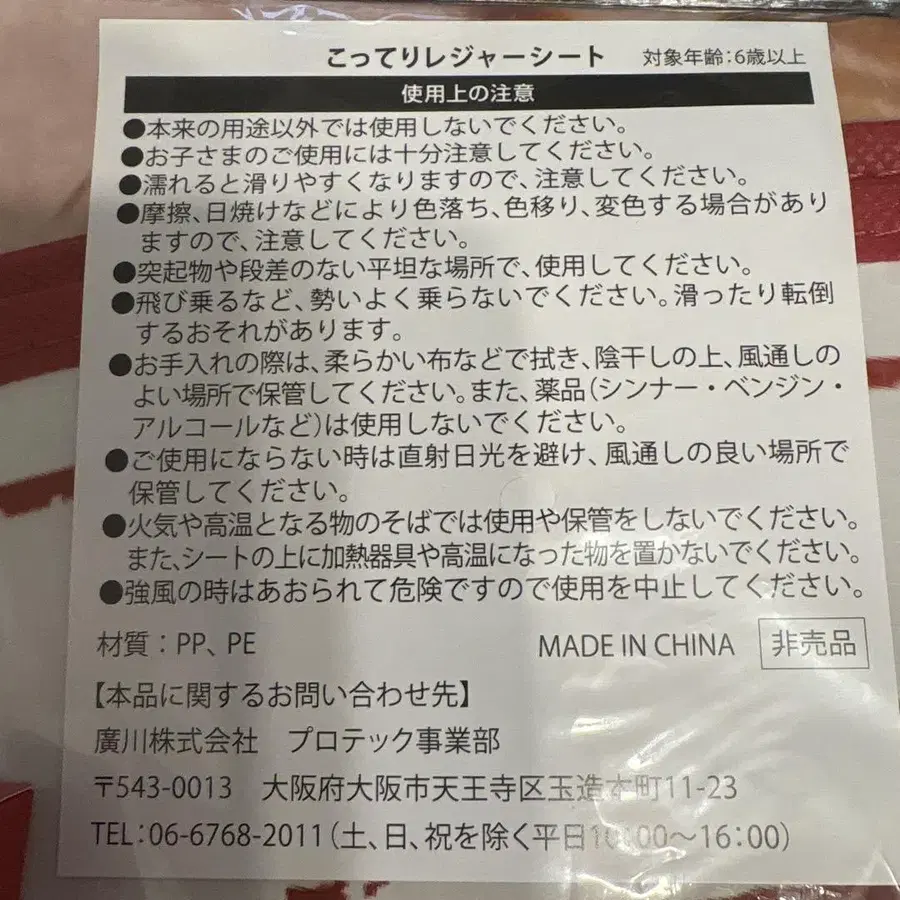 こってりレジャーシート 対象年齢:6歳以上
使用上の注意
●本来の用途以外では使用しないでください。
●お子さまのご使用には十分注意してください。
●濡れると滑りやすくなりますので、注意してください。
●摩擦、日焼けなどにより色落ち、色移り、変色する場合があり
ますので、注意してください。
●突起物や段差のない平坦な場所で、使用してください。
●飛び乗るなど、勢いよく乗らないでください。滑ったり転倒
するおそれがあります。
●お手入れの際は、柔らかい布などで拭き、陰干しの上、風通しの
よい場所で保管してください。また、薬品(シンナー・ベンジン・
アルコールなど)は使用しないでください。
●ご使用にならない時は直射日光を避け、風通しの良い場所で
保管してください。
●火気や高温となる物のそばでは使用や保管をしないでください。
また、シートの上に加熱器具や高温になった物を置かないでください。
●強風の時はあおられて危険ですので使用を中止してください。
材質:PP、PE MADE IN CHINA 非売品
【本品に関するお問い合わせ先】
廣川株式会社 プロテック事業部
〒543-0013 大阪府大阪市天王寺区玉造本町11-23
TEL:06-6768-2011(土、日、祝を除く平日10:00〜16:00)